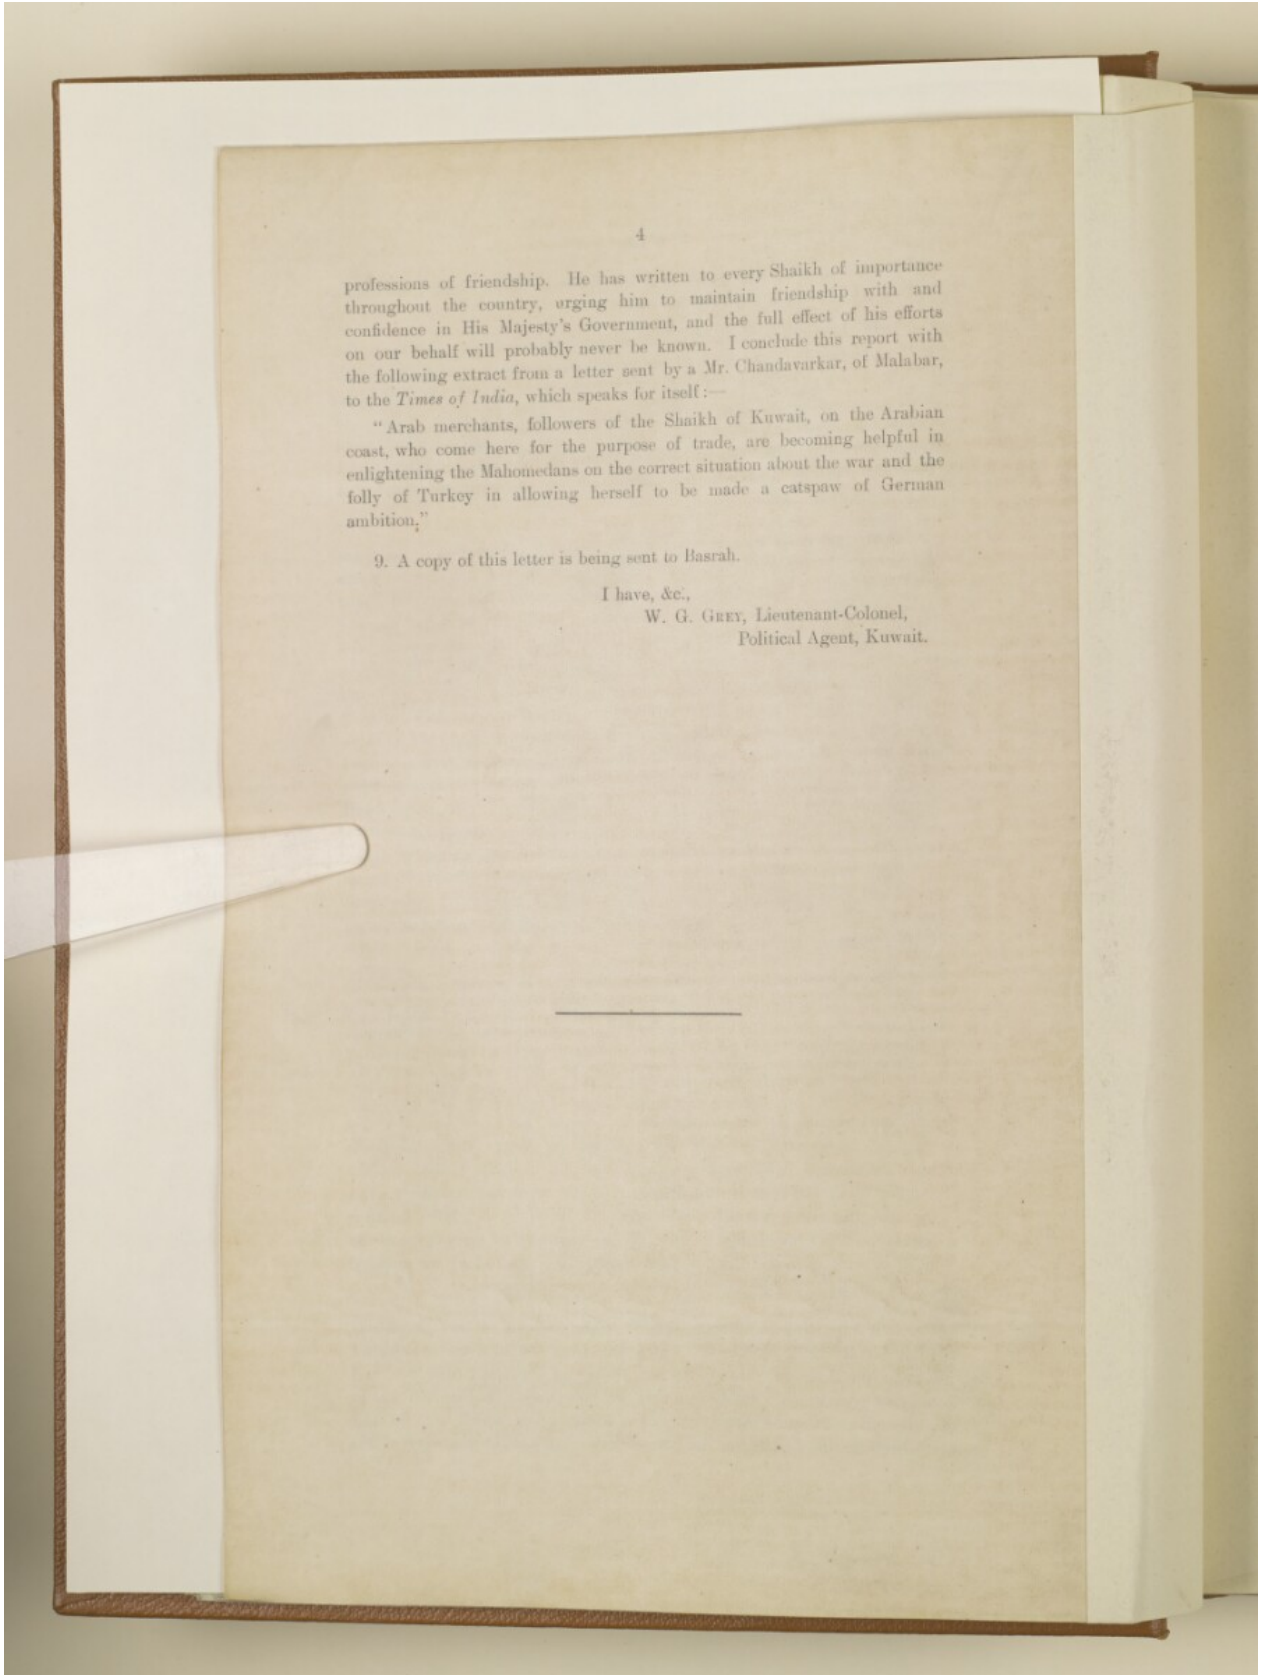 4
professions of friendship. He has written to every Shaikh of importance
throughout the country, urging him to maintain friendship with and
confidence in His Majesty's Government, and the full effect of his efforts
on our behalf will probably never be known. I conclude this report with
the following extract from a letter sent by a Mr. Chandavarkar, of Malabar,
to the Times of India, which speaks for itself:—
"Arab merchants, followers of the Shaikh of Kuwait, on the Arabian
coast, who come here for the purpose of trade, are becoming helpful in
enlightening the Mahomedans on the correct situation about the war and the
folly of Turkey in allowing herself to be made a catspaw of German
ambition."
9. A copy of this letter is being sent to Basrah.
I have, &c.,
W. G. GREY, Lieutenant-Colonel,
Political Agent, Kuwait.